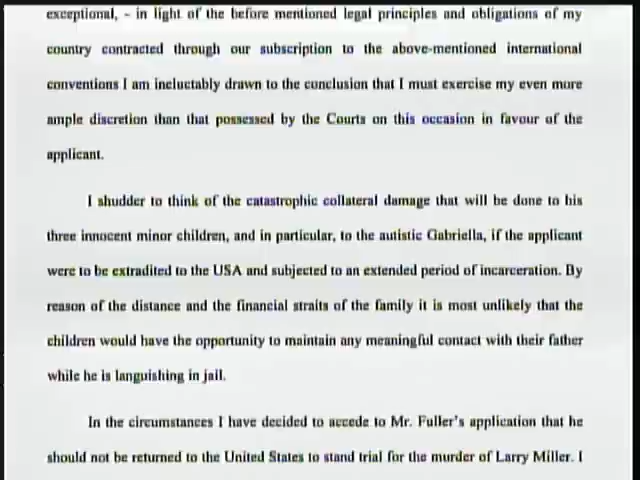 exceptional, - in light of the before mentioned legal principles and obligations of my
country contracted through our subscription to the above-mentioned international
conventions I am ineluctably drawn to the conclusion that I must exercise my even more
ample discretion than that possessed by the Courts on this occasion in favour of the
applicant.
I shudder to think of the catastrophic collateral damage that will be done to his
three innocent minor children, and in particular, to the autistic Gabriella, if the applicant
were to be extradited to the USA and subjected to an extended period of incarceration. By
reason of the distance and the financial straits of the family it is most unlikely that the
children would have the opportunity to maintain any meaningful contact with their father
while he is languishing in jail.
In the circumstances I have decided to accede to Mr. Fuller's application that he
should not be returned to the United States to stand trial for the murder of Larry Miller. I